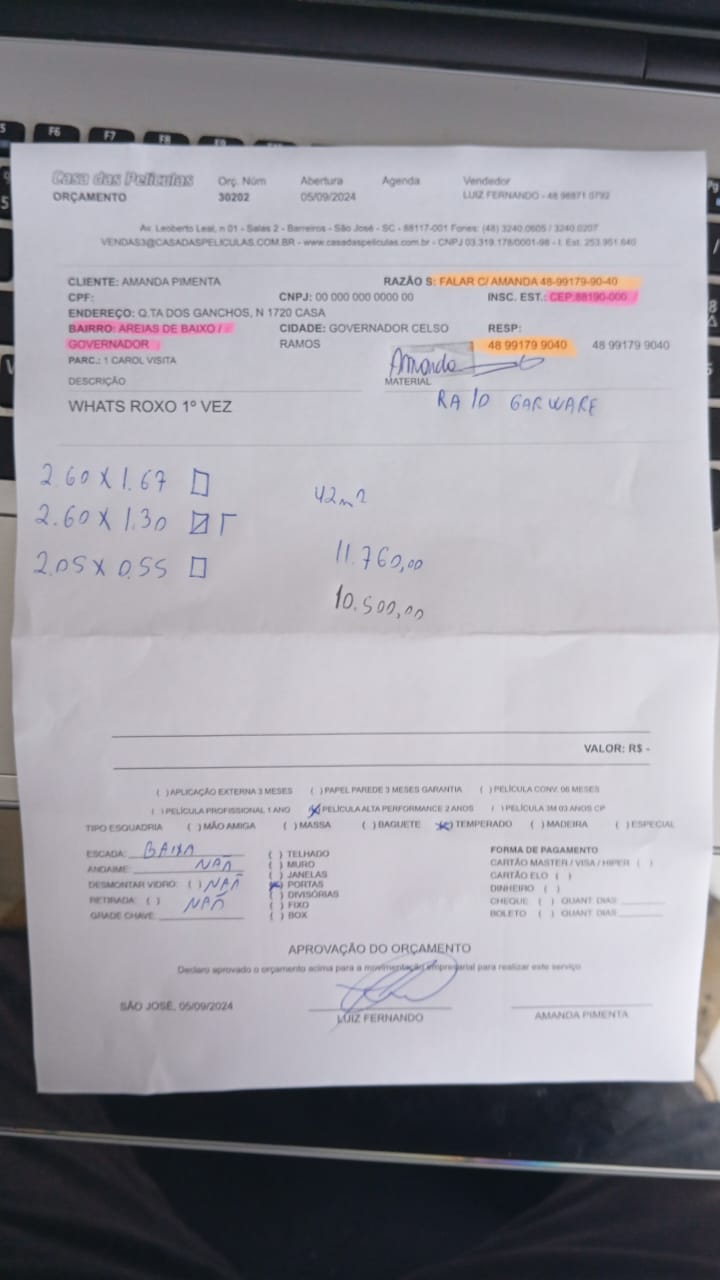 F6 F7 F8
Casa das Películas Orç. Núm Abertura Agenda Vendedor
ORÇAMENTO 30202 05/09/2024 LUIZ FERNANDO - 48 98871 0792
Av. Leoberto Leal, n 01 - Salas 2 - Barreiros - São José - SC - 88117-001 Fones: (48) 3240.0605 / 3240.0207
VENDAS3@CASADASPELICULAS.COM.BR - www.casadaspeliculas.com.br - CNPJ 03.319.178/0001-98 - I. Est. 253.951.640
CLIENTE: AMANDA PIMENTA RAZÃO S: FALAR C/ AMANDA 48-99179-90-40
CPF: CNPJ: 00 000 000 0000 00 INSC. EST.: CEP:88190-000 /
ENDEREÇO: Q.TA DOS GANCHOS, N 1720 CASA
BAIRRO: AREIAS DE BAIXO / CIDADE: GOVERNADOR CELSO RESP:
GOVERNADOR RAMOS 48 99179 9040 48 99179 9040
PARC.: 1 CAROL VISITA Amanda
DESCRIÇÃO MATERIAL
WHATS ROXO 1º VEZ RA 10 GARWARE
2.60 X 1.67
2.60 X 1.30
2.05 X 0.55
42m²
11.760,00
10.500,00
VALOR: R$ -
( ) APLICAÇÃO EXTERNA 3 MESES ( ) PAPEL PAREDE 3 MESES GARANTIA ( ) PELÍCULA CONV. 06 MESES
( ) PELÍCULA PROFISSIONAL 1 ANO (X) PELÍCULA ALTA PERFORMANCE 2 ANOS ( ) PELÍCULA 3M 03 ANOS CP
TIPO ESQUADRIA ( ) MÃO AMIGA ( ) MASSA ( ) BAGUETE (X) TEMPERADO ( ) MADEIRA ( ) ESPECIAL
ESCADA: BAIXA ( ) TELHADO FORMA DE PAGAMENTO
ANDAIME: NÃO ( ) MURO CARTÃO MASTER / VISA / HIPER ( )
( ) JANELAS CARTÃO ELO ( )
DESMONTAR VIDRO: ( ) NÃO (X) PORTAS DINHEIRO ( )
RETIRADA: ( ) NÃO ( ) DIVISÓRIAS CHEQUE ( ) QUANT DIAS
( ) FIXO BOLETO ( ) QUANT DIAS
GRADE CHAVE: ( ) BOX
APROVAÇÃO DO ORÇAMENTO
Declaro aprovado o orçamento acima para a movimentação empresarial para realizar este serviço
SÃO JOSÉ, 05/09/2024 LUIZ FERNANDO AMANDA PIMENTA